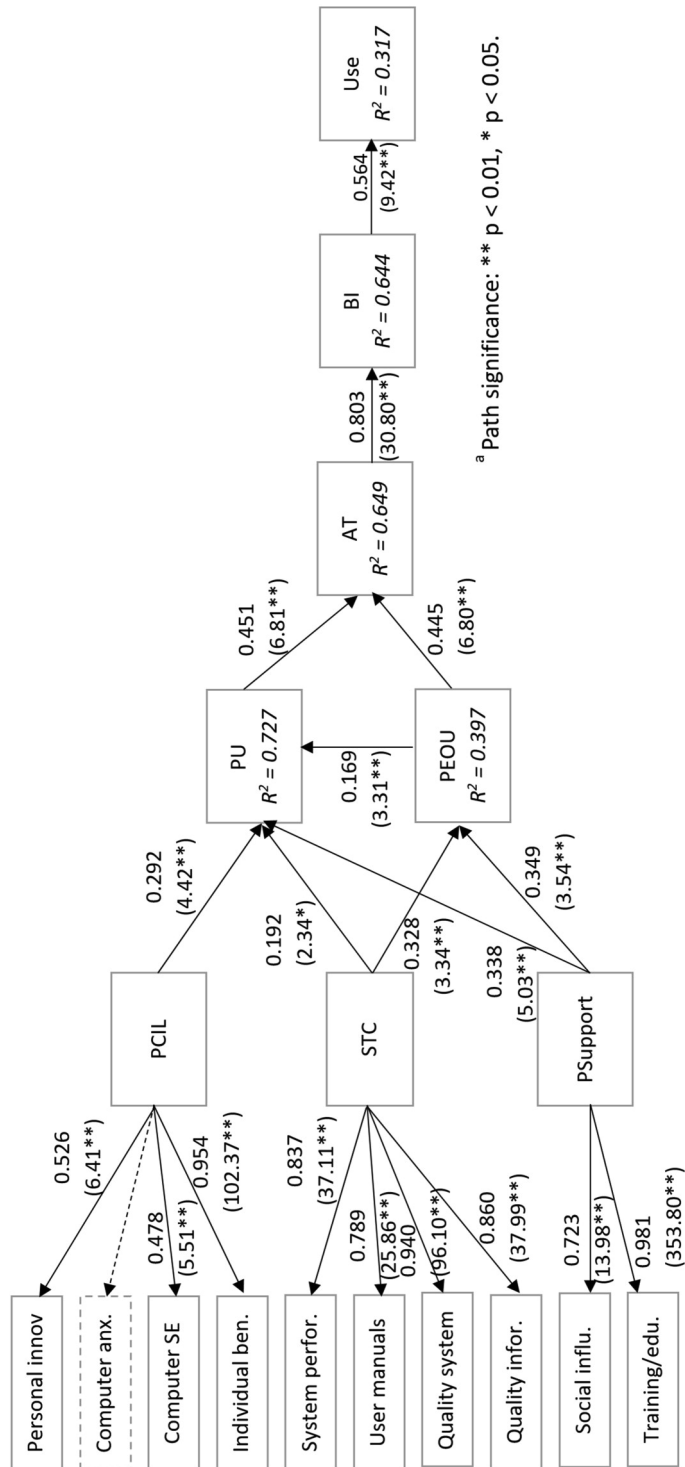 Personal innov
Computer anx.
Computer SE
Individual ben.
System perfor.
User manuals
Quality system
Quality infor.
Social influ.
Training/edu.
0.526
(6.41**)
0.478
(5.51**)
0.954
(102.37**)
0.837
(37.11**)
0.789
(25.86**)
0.940
(96.10**)
0.860
(37.99**)
0.723
(13.98**)
0.981
(353.80**)
PCIL
STC
PSupport
0.292
(4.42**)
0.192
(2.34*)
0.328
(3.34**)
0.338
(5.03**)
0.349
(3.54**)
PU
R² = 0.727
0.169
(3.31**)
PEOU
R² = 0.397
0.451
(6.81**)
0.445
(6.80**)
AT
R² = 0.649
0.803
(30.80**)
BI
R² = 0.644
0.564
(9.42**)
Use
R² = 0.317
ª Path significance: ** p < 0.01, * p < 0.05.